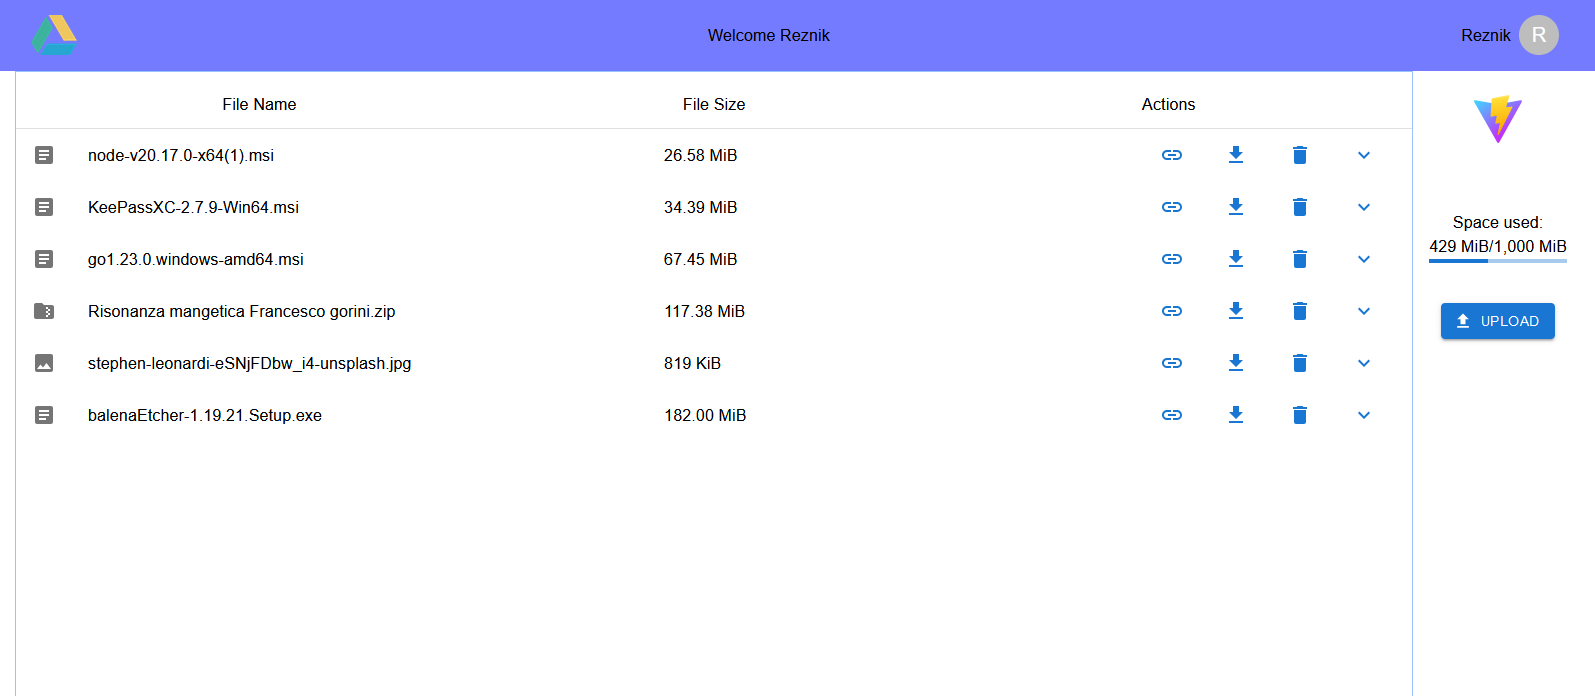 Welcome Reznik
Reznik R
File Name File Size Actions
node-v20.17.0-x64(1).msi 26.58 MiB
KeePassXC-2.7.9-Win64.msi 34.39 MiB
go1.23.0.windows-amd64.msi 67.45 MiB
Risonanza mangetica Francesco gorini.zip 117.38 MiB
stephen-leonardi-eSNjFDbw_i4-unsplash.jpg 819 KiB
balenaEtcher-1.19.21.Setup.exe 182.00 MiB
Space used:
429 MiB/1,000 MiB
UPLOAD